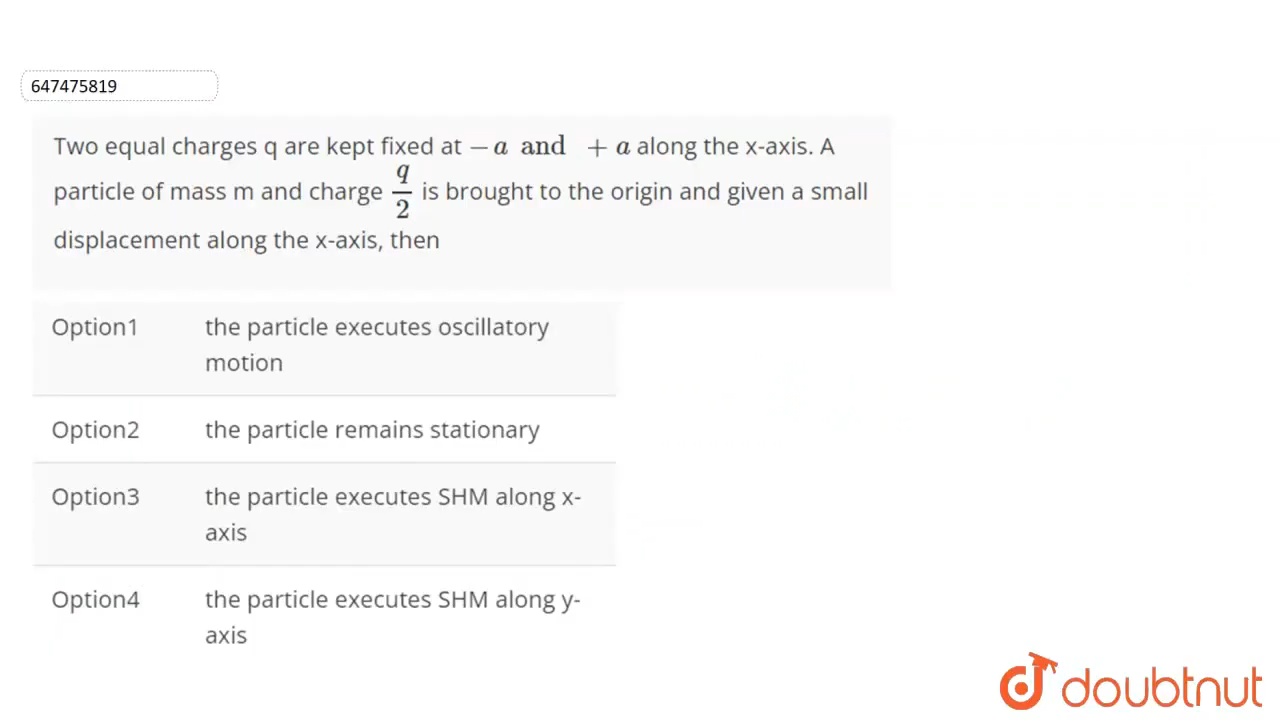 647475819
Two equal charges q are kept fixed at −a and +a along the x-axis. A
particle of mass m and charge q/2 is brought to the origin and given a small
displacement along the x-axis, then
Option1 the particle executes oscillatory
motion
Option2 the particle remains stationary
Option3 the particle executes SHM along x-
axis
Option4 the particle executes SHM along y-
axis
doubtnut